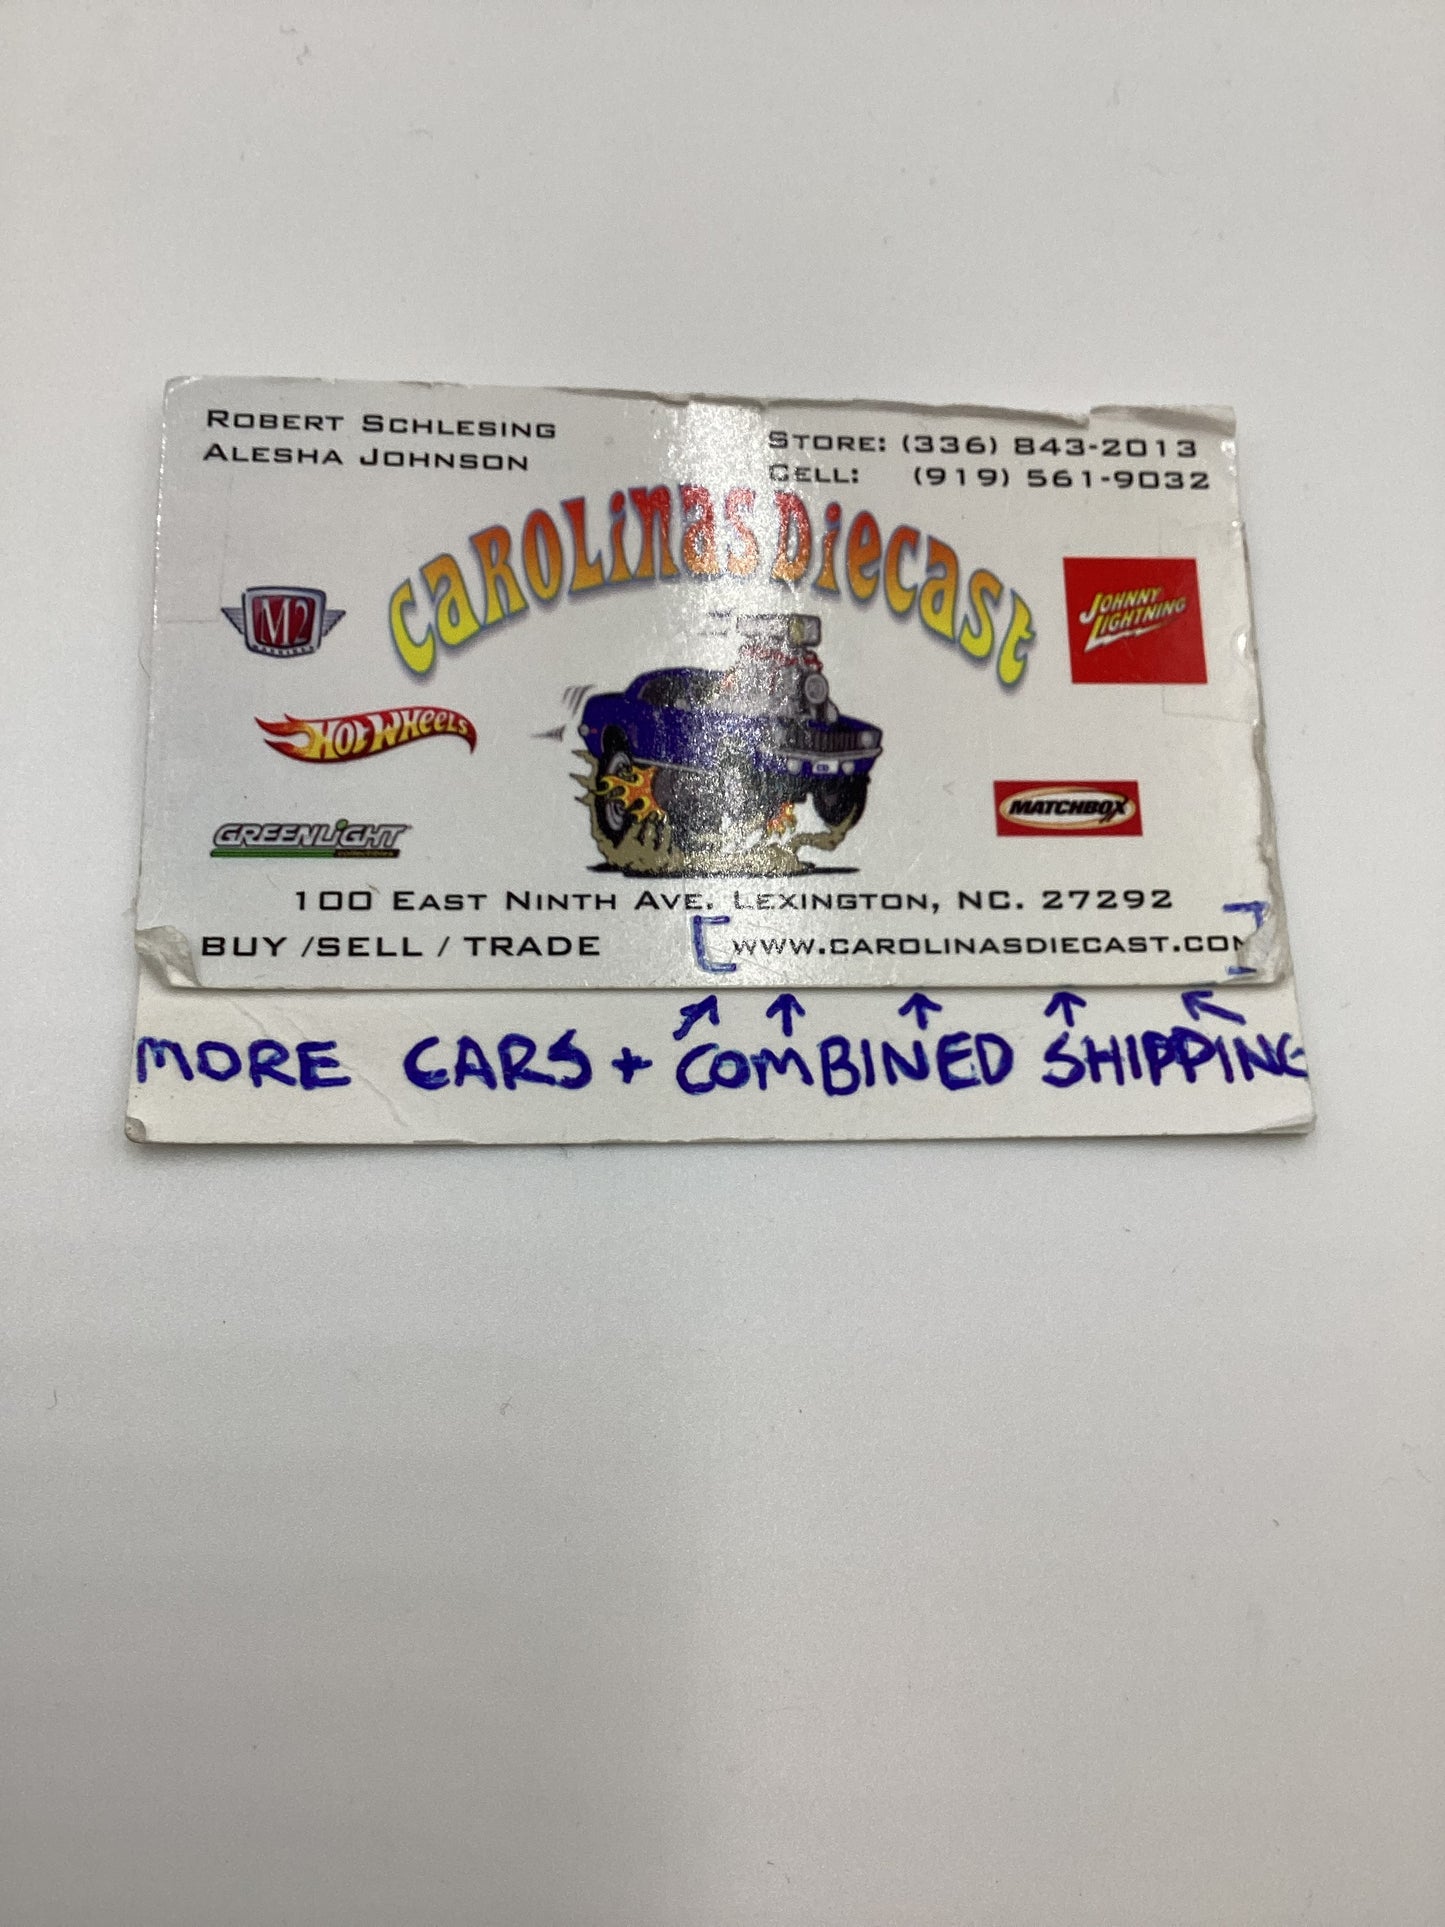 ROBERT SCHLESING
ALESHA JOHNSON
STORE: (336) 843-2013
CELL: (919) 561-9032
CAROLINAS DIECAST
M2
MACHINES
JOHNNY LIGHTNING
HOT WHEELS
MATCHBOX
GREENLIGHT
collectibles
100 EAST NINTH AVE. LEXINGTON, NC. 27292
BUY /SELL / TRADE [WWW.CAROLINASDIECAST.COM]
MORE CARS + COMBINED SHIPPING